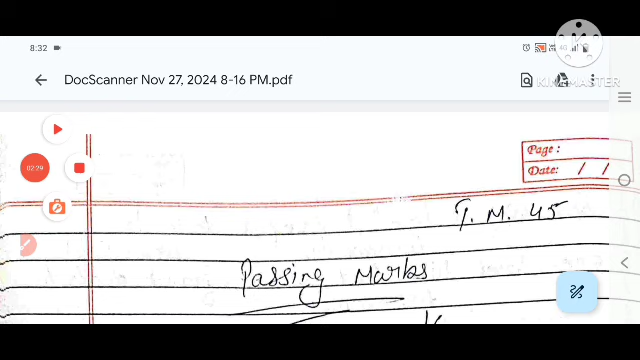 8:32
DocScanner Nov 27, 2024 8-16 PM.pdf
KINEMASTER
02:29
Page :
Date: / /
T. M. 45
Passing Marks